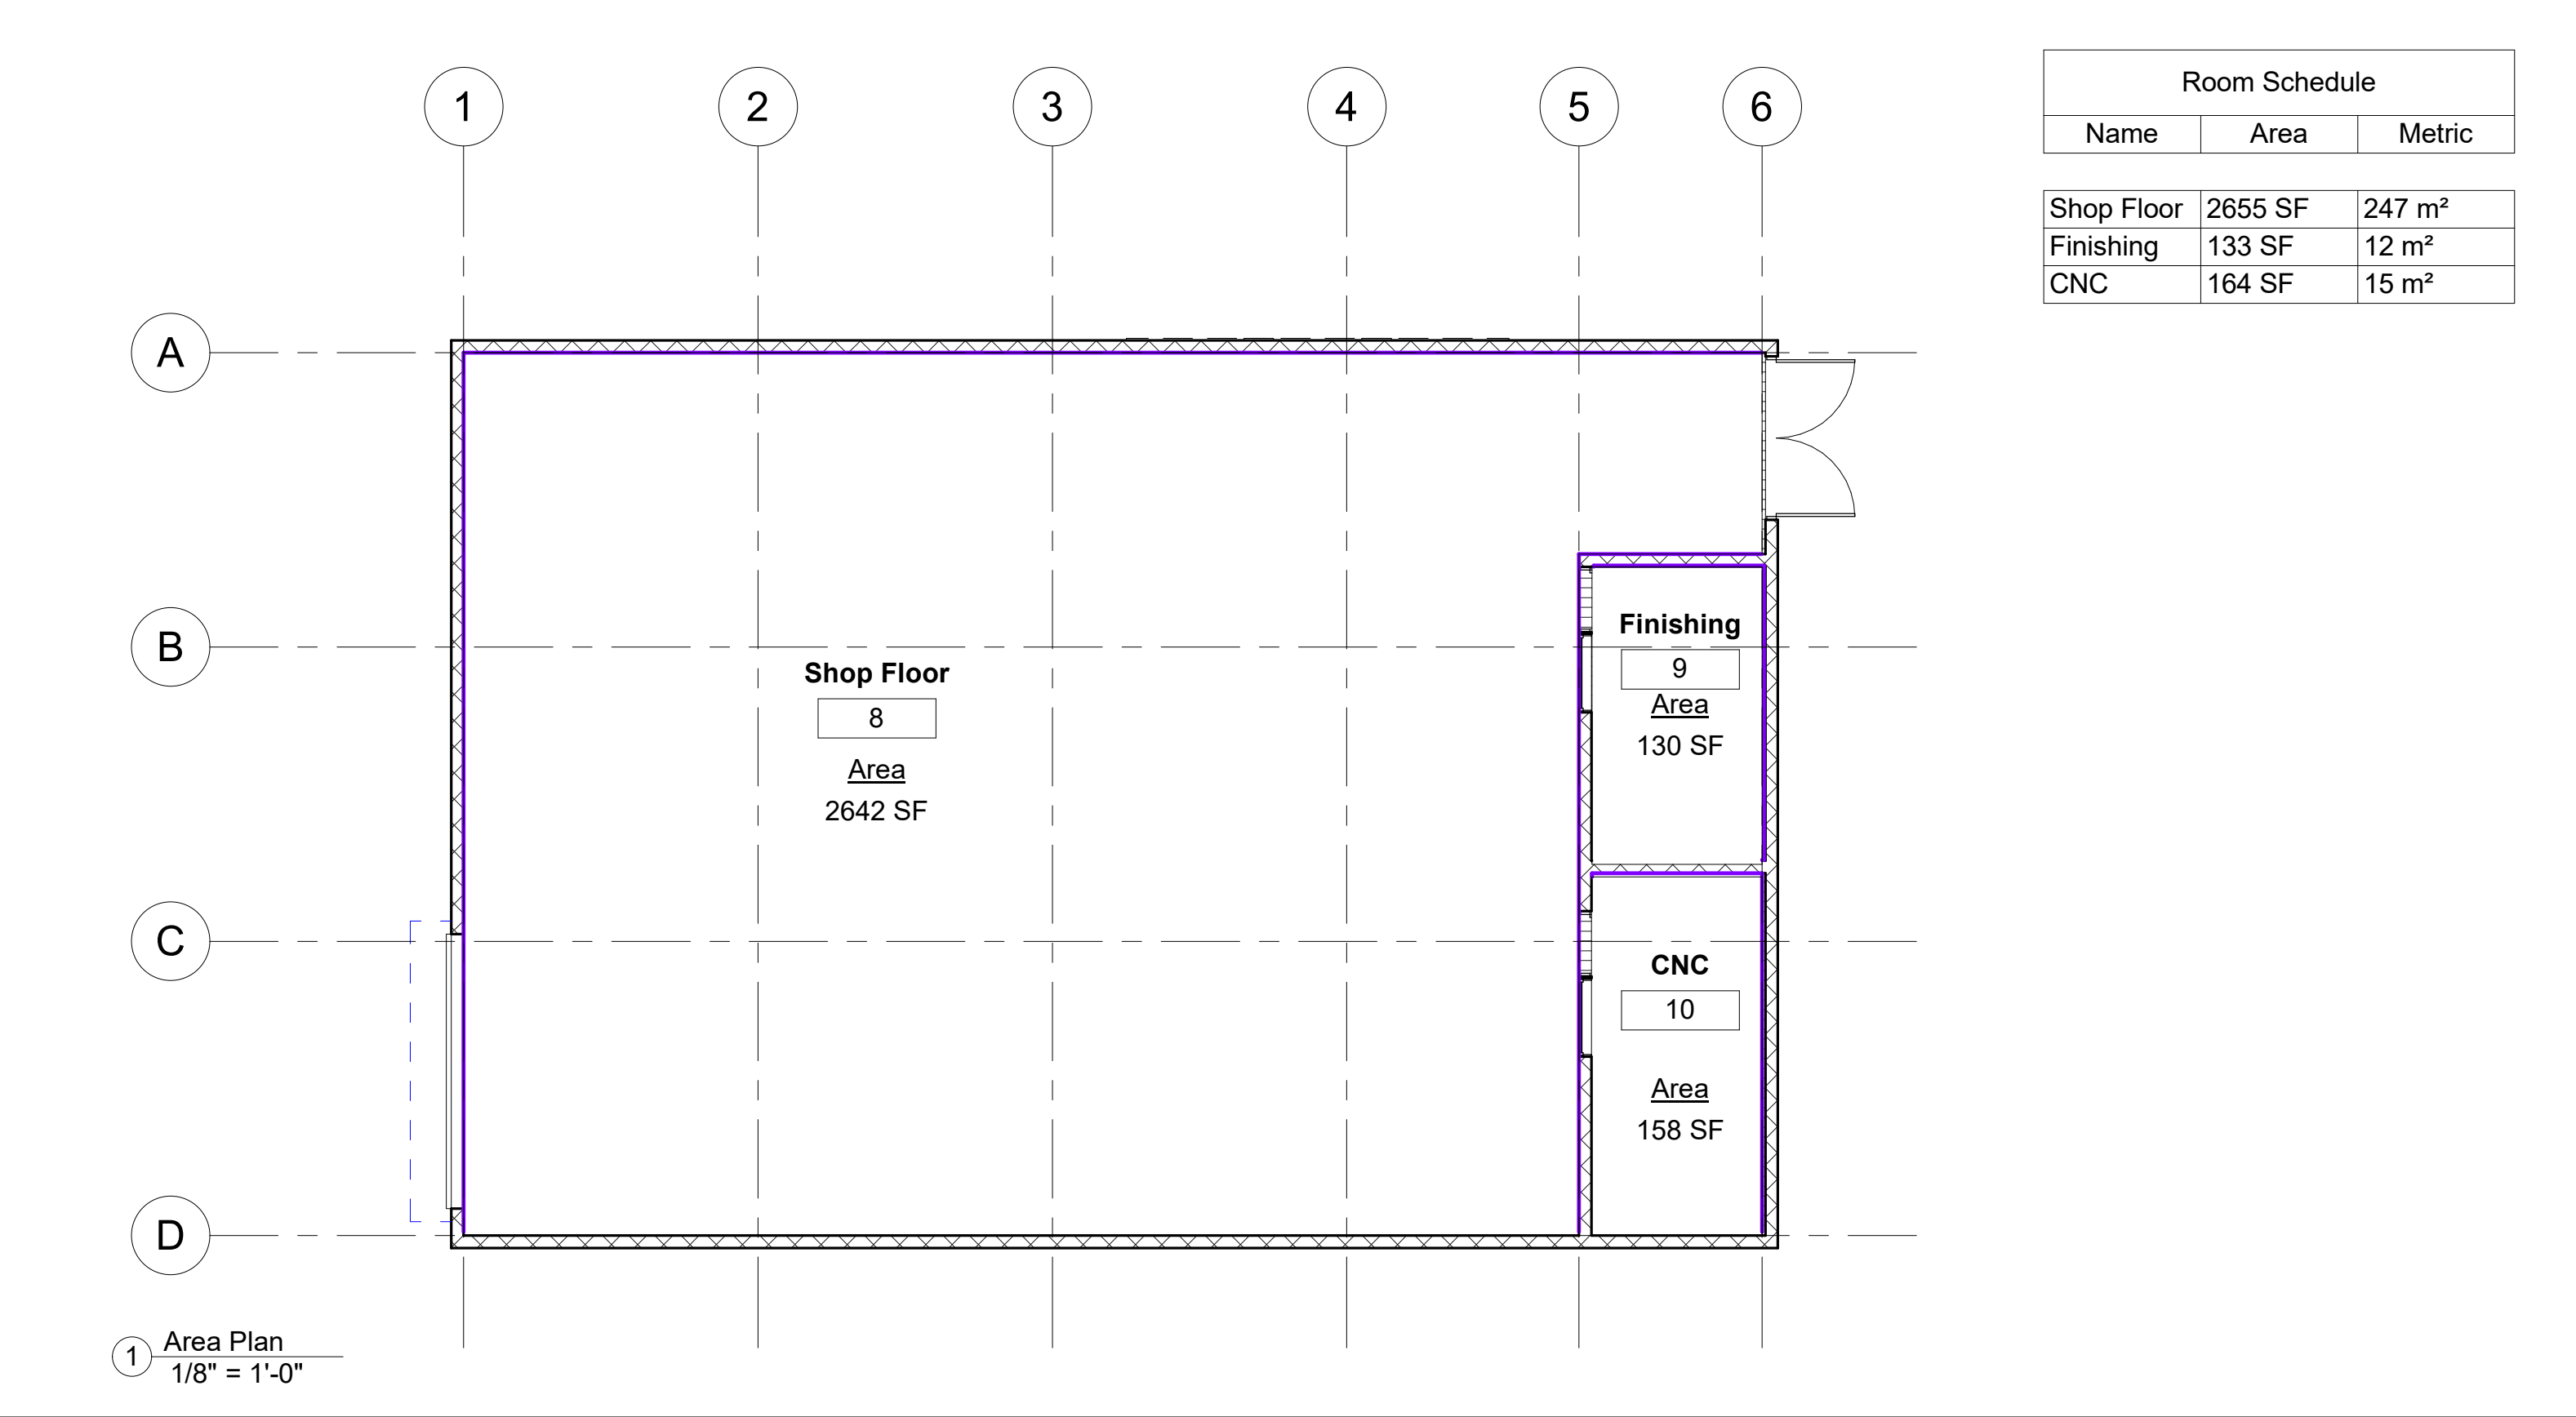 1 2 3 4 5 6
Room Schedule
Name Area Metric
Shop Floor 2655 SF 247 m²
Finishing 133 SF 12 m²
CNC 164 SF 15 m²
A
B
C
D
Shop Floor
8
Area
2642 SF
Finishing
9
Area
130 SF
CNC
10
Area
158 SF
1 Area Plan
1/8" = 1'-0"